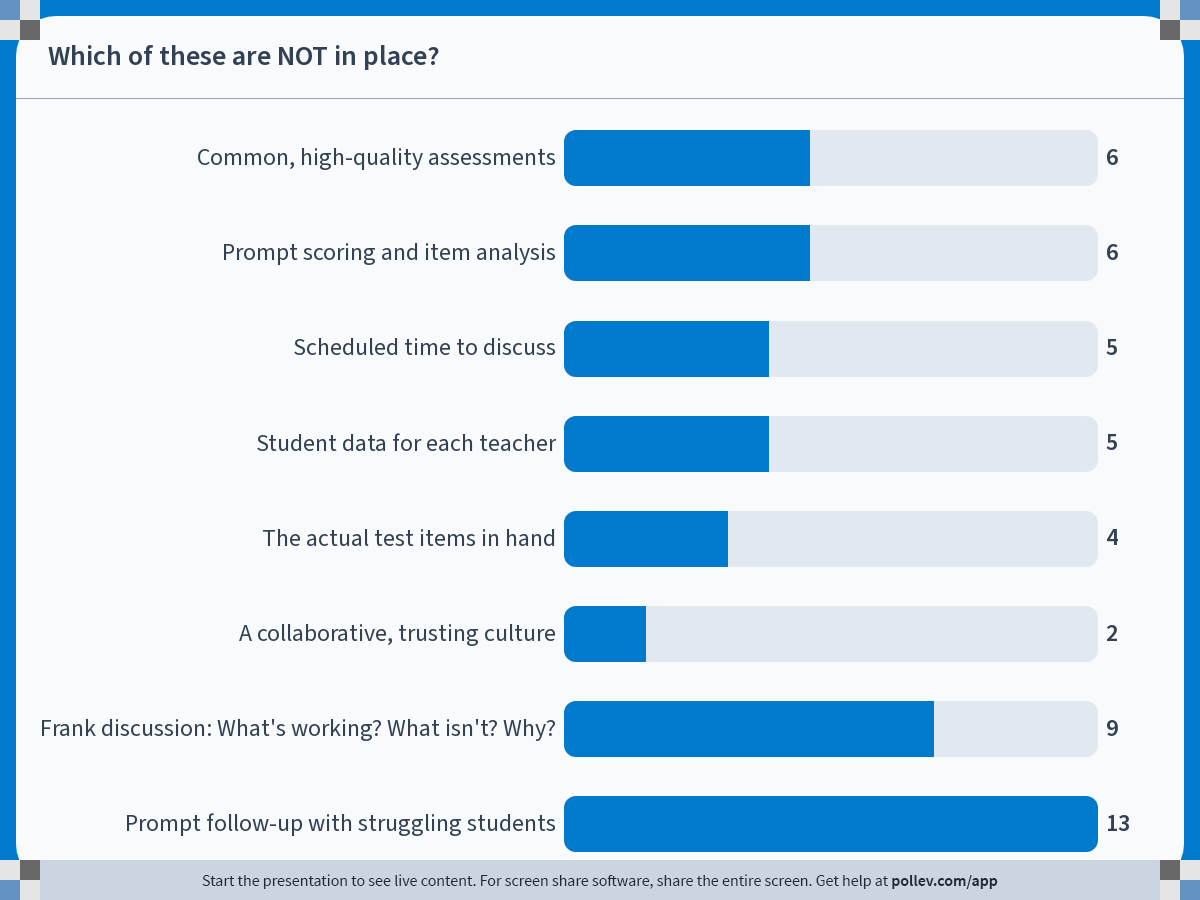 Which of these are NOT in place?
Common, high-quality assessments 6
Prompt scoring and item analysis 6
Scheduled time to discuss 5
Student data for each teacher 5
The actual test items in hand 4
A collaborative, trusting culture 2
Frank discussion: What's working? What isn't? Why? 9
Prompt follow-up with struggling students 13
Start the presentation to see live content. For screen share software, share the entire screen. Get help at pollev.com/app